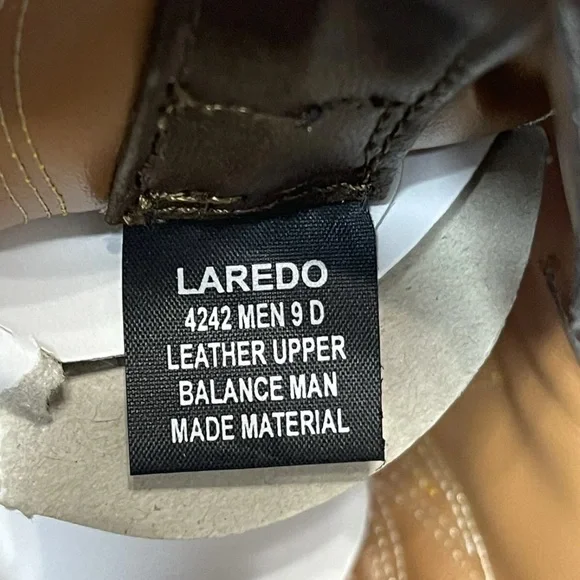 LAREDO
4242 MEN 9 D
LEATHER UPPER
BALANCE MAN
MADE MATERIAL